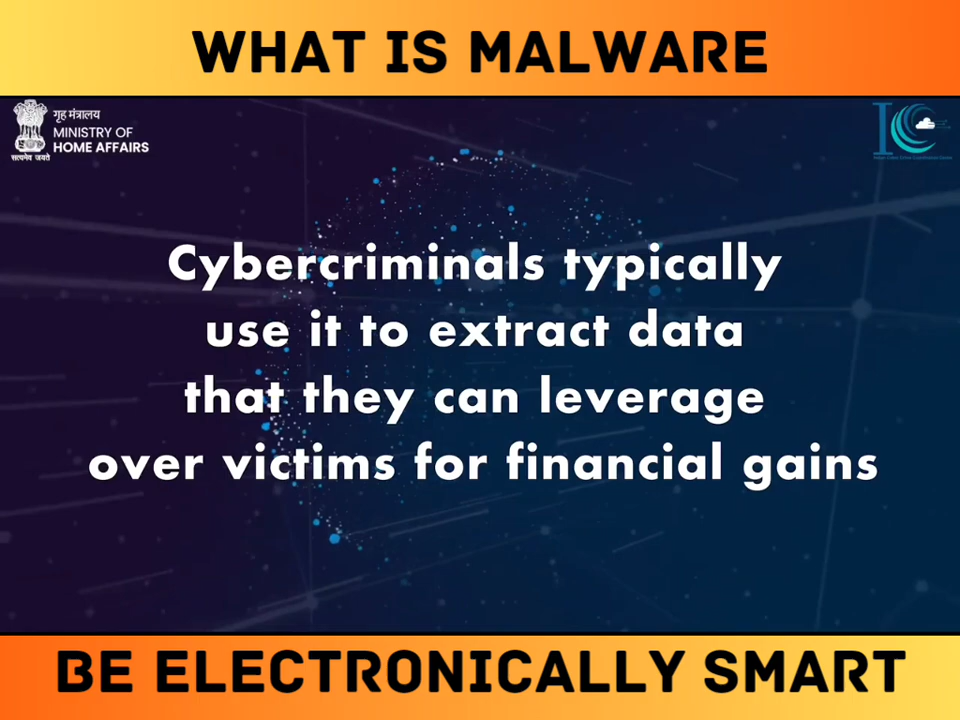 WHAT IS MALWARE
गृह मंत्रालय
MINISTRY OF
HOME AFFAIRS
सत्यमेव जयते
Cybercriminals typically
use it to extract data
that they can leverage
over victims for financial gains
BE ELECTRONICALLY SMART